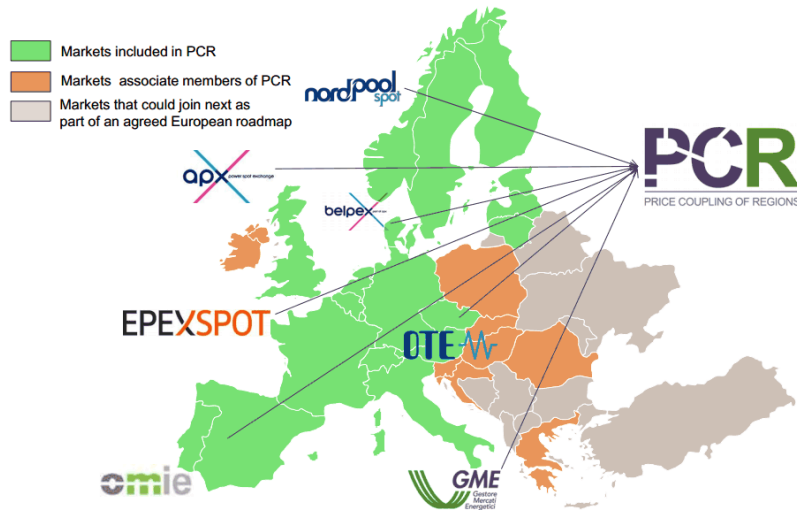 Markets included in PCR
Markets associate members of PCR
Markets that could join next as
part of an agreed European roadmap
nordpool
spot
PCR
PRICE COUPLING OF REGIONS
apx
power spot exchange
belpex
EPEXSPOT
OTE
omie
GME
Gestore
Mercati
Energetici